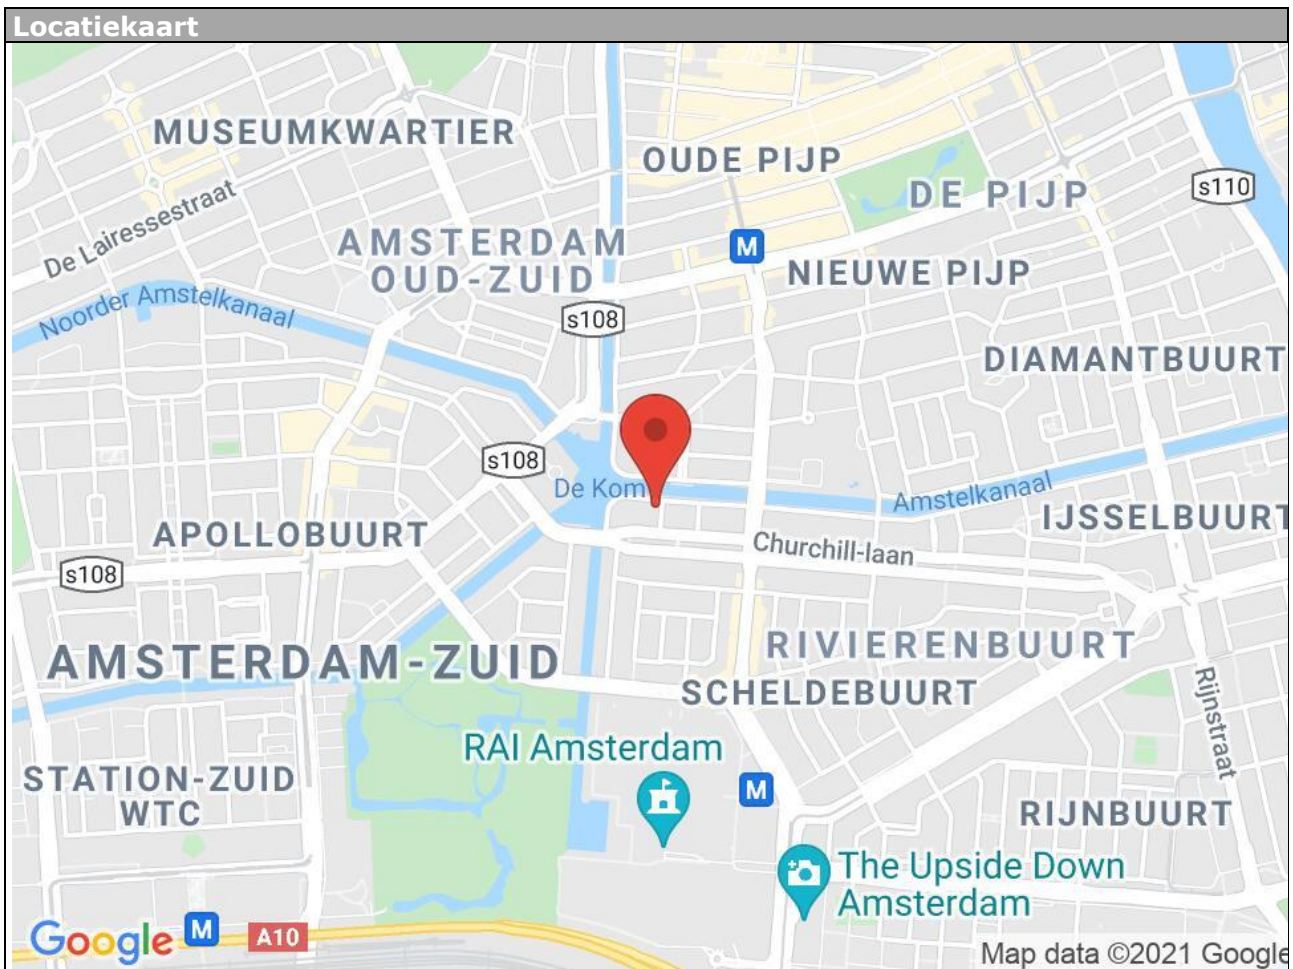 Locatiekaart
MUSEUMKWARTIER
OUDE PIJP
DE PIJP
s110
De Lairessestraat
AMSTERDAM
OUD-ZUID
M
NIEUWE PIJP
Noorder Amstelkanaal
s108
DIAMANTBUURT
s108
De Kom
Amstelkanaal
IJSSELBUURT
APOLLOBUURT
Churchill-laan
s108
RIVIERENBUURT
AMSTERDAM-ZUID
SCHELDEBUURT
Rijnstraat
RAI Amsterdam
STATION-ZUID
WTC
M
RIJNBUURT
The Upside Down
Amsterdam
Google
M
A10
Map data ©2021 Google